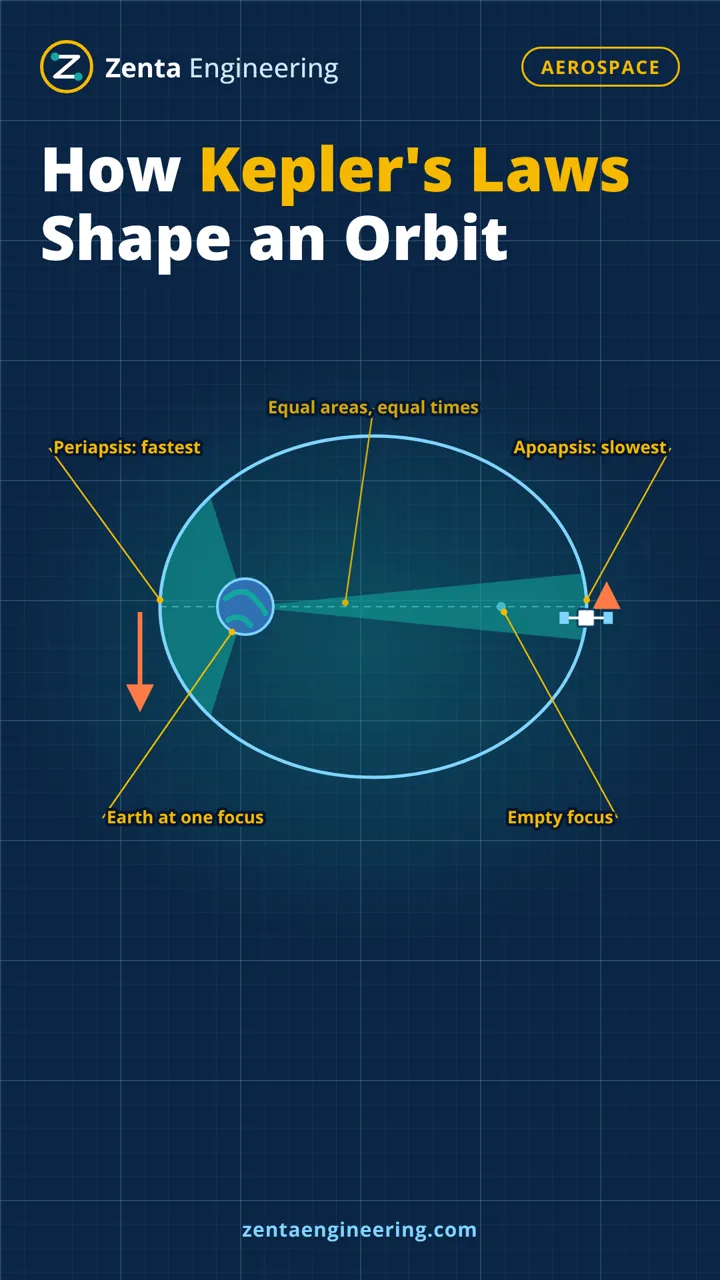 Zenta Engineering
AEROSPACE
How Kepler's Laws
Shape an Orbit
Equal areas, equal times
Periapsis: fastest
Apoapsis: slowest
Earth at one focus
Empty focus
zentaengineering.com